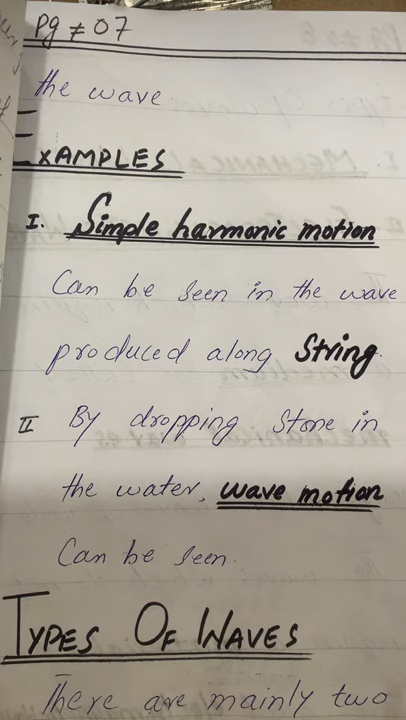 Pg ≠ 07
the wave
EXAMPLES
I. Simple harmonic motion
Can be seen in the wave
produced along String.
II By dropping Stone in
the water, wave motion
Can be seen.
TYPES OF WAVES
There are mainly two